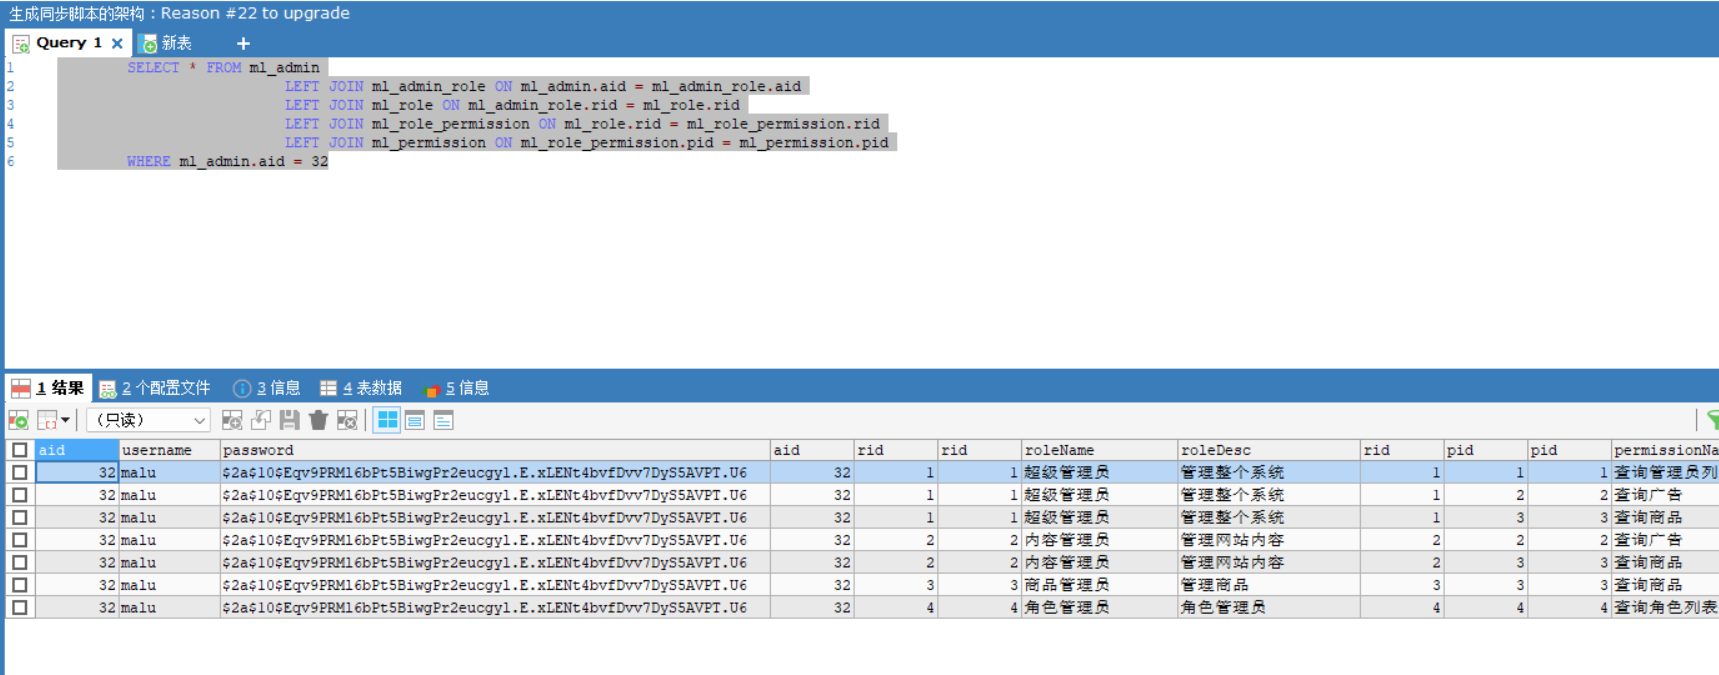 生成同步脚本的架构：Reason #22 to upgrade
Query 1 新表 +
1 SELECT * FROM ml_admin
2 LEFT JOIN ml_admin_role ON ml_admin.aid = ml_admin_role.aid
3 LEFT JOIN ml_role ON ml_admin_role.rid = ml_role.rid
4 LEFT JOIN ml_role_permission ON ml_role.rid = ml_role_permission.rid
5 LEFT JOIN ml_permission ON ml_role_permission.pid = ml_permission.pid
6 WHERE ml_admin.aid = 32
1 结果 2 个配置文件 3 信息 4 表数据 5 信息
（只读）
aid username password aid rid rid roleName roleDesc rid pid pid permissionNa
32 malu $2a$10$Eqv9PRMl6bPt5BiwgPr2eucgyl.E.xLENt4bvfDvv7DyS5AVPT.U6 32 1 1 超级管理员 管理整个系统 1 1 1 查询管理员列
32 malu $2a$10$Eqv9PRMl6bPt5BiwgPr2eucgyl.E.xLENt4bvfDvv7DyS5AVPT.U6 32 1 1 超级管理员 管理整个系统 1 2 2 查询广告
32 malu $2a$10$Eqv9PRMl6bPt5BiwgPr2eucgyl.E.xLENt4bvfDvv7DyS5AVPT.U6 32 1 1 超级管理员 管理整个系统 1 3 3 查询商品
32 malu $2a$10$Eqv9PRMl6bPt5BiwgPr2eucgyl.E.xLENt4bvfDvv7DyS5AVPT.U6 32 2 2 内容管理员 管理网站内容 2 2 2 查询广告
32 malu $2a$10$Eqv9PRMl6bPt5BiwgPr2eucgyl.E.xLENt4bvfDvv7DyS5AVPT.U6 32 2 2 内容管理员 管理网站内容 2 3 3 查询商品
32 malu $2a$10$Eqv9PRMl6bPt5BiwgPr2eucgyl.E.xLENt4bvfDvv7DyS5AVPT.U6 32 3 3 商品管理员 管理商品 3 3 3 查询商品
32 malu $2a$10$Eqv9PRMl6bPt5BiwgPr2eucgyl.E.xLENt4bvfDvv7DyS5AVPT.U6 32 4 4 角色管理员 角色管理员 4 4 4 查询角色列表